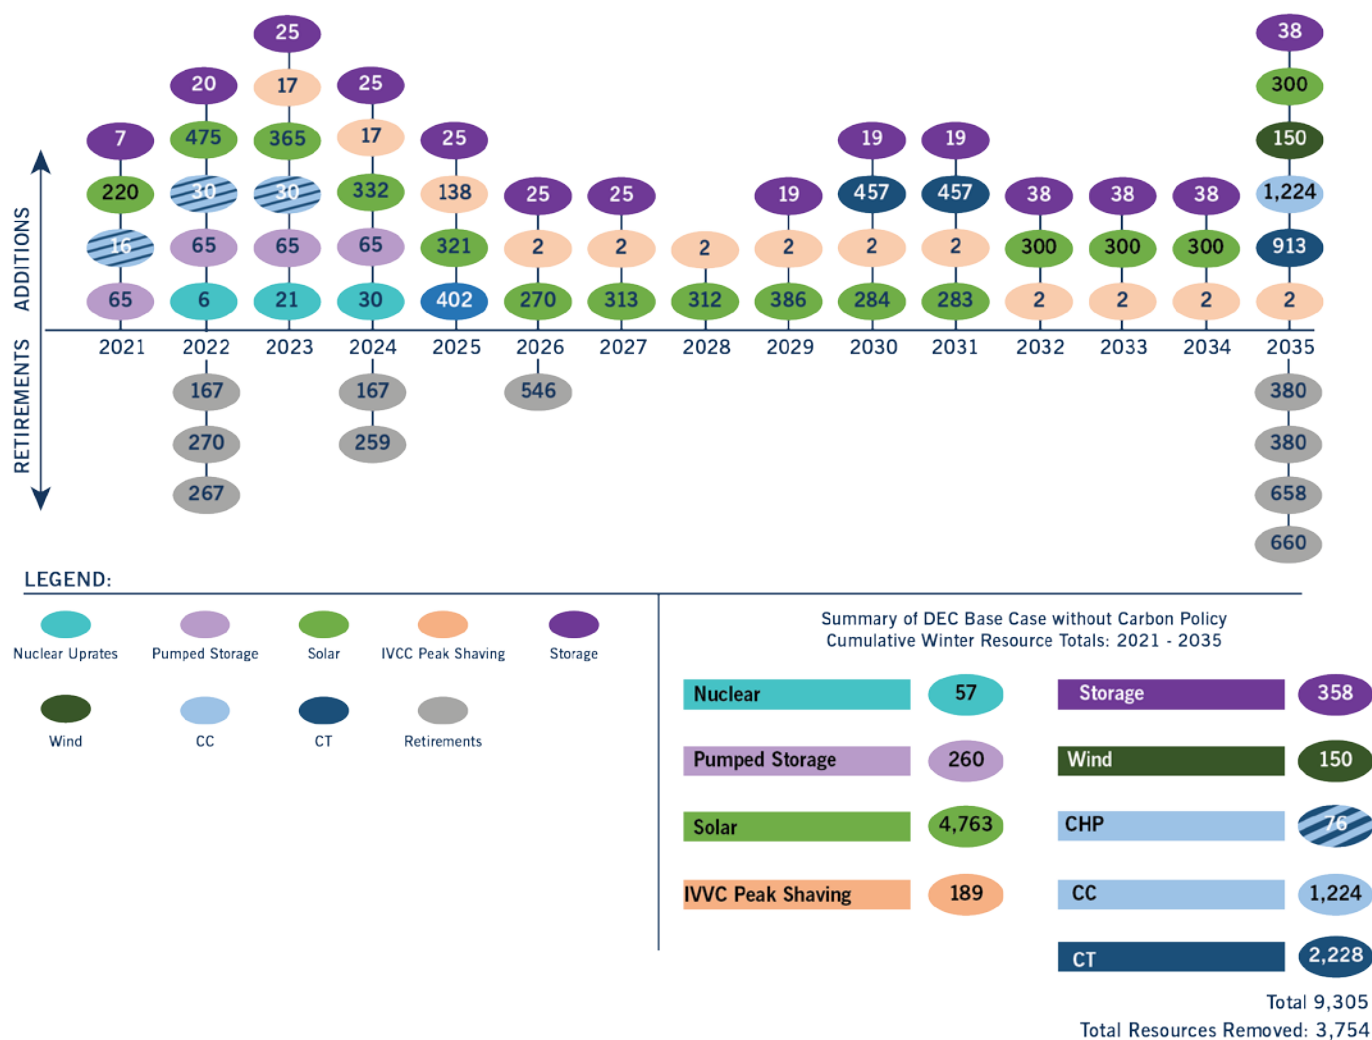 25 38
20 17 25 300
7 475 365 17 25 19 19 150
220 30 30 332 138 25 25 19 457 457 38 38 38 1,224
16 65 65 65 321 2 2 2 2 2 2 300 300 300 913
65 6 21 30 402 270 313 312 386 284 283 2 2 2 2
ADDITIONS
2021 2022 2023 2024 2025 2026 2027 2028 2029 2030 2031 2032 2033 2034 2035
RETIREMENTS
167 167 546 380
270 259 380
267 658
660
LEGEND:
Nuclear Uprates Pumped Storage Solar IVCC Peak Shaving Storage
Wind CC CT Retirements
Summary of DEC Base Case without Carbon Policy
Cumulative Winter Resource Totals: 2021 - 2035
Nuclear 57 Storage 358
Pumped Storage 260 Wind 150
Solar 4,763 CHP 76
IVVC Peak Shaving 189 CC 1,224
CT 2,228
Total 9,305
Total Resources Removed: 3,754